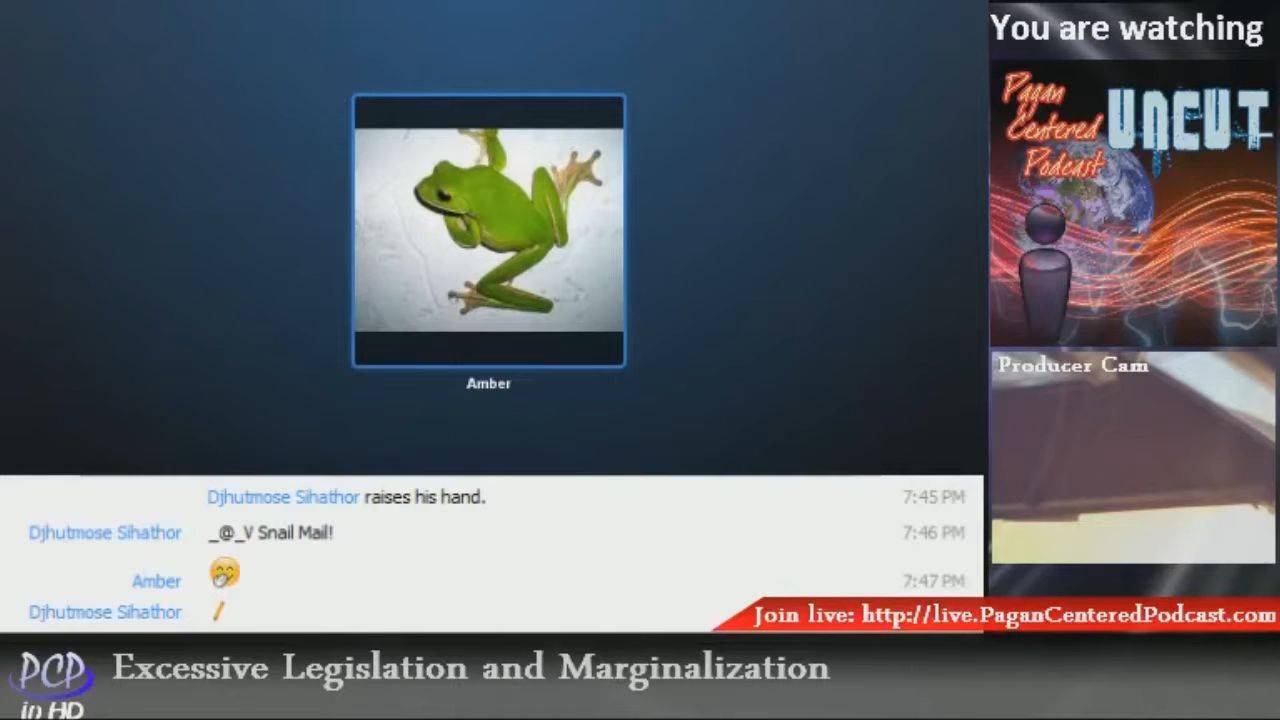 You are watching
Pagan
Centered
Podcast
UNCUT
Amber
Producer Cam
Djhutmose Sihathor raises his hand. 7:45 PM
Djhutmose Sihathor _@_V Snail Mail! 7:46 PM
Amber 7:47 PM
Djhutmose Sihathor
Join live: http://live.PaganCenteredPodcast.com
PCP
in HD
Excessive Legislation and Marginalization